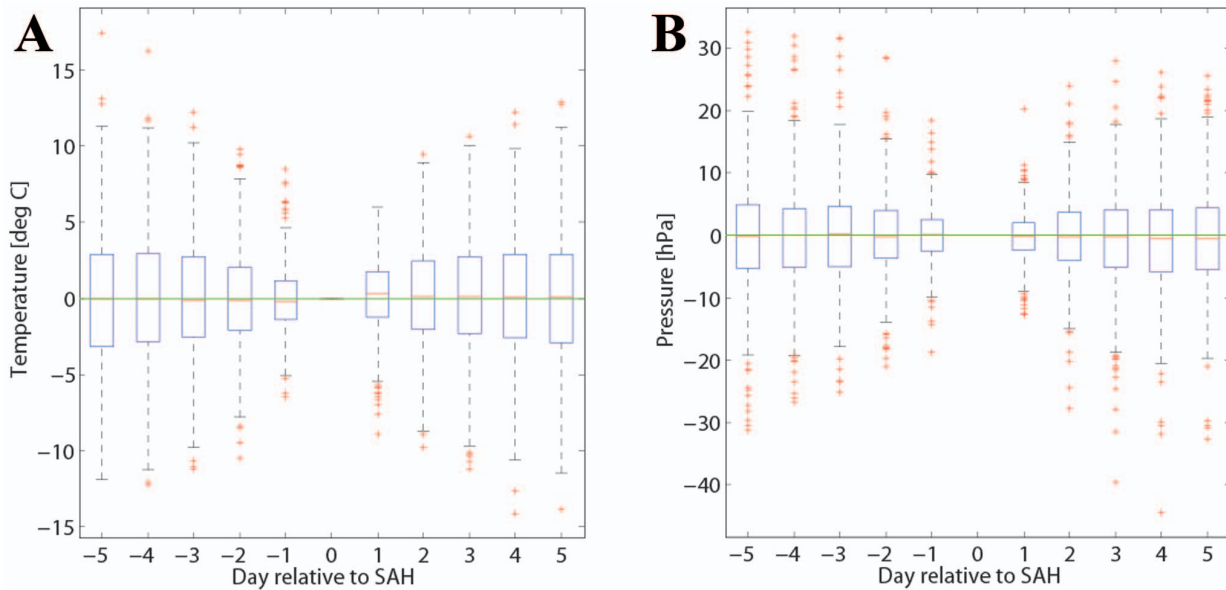 A
Temperature [deg C]
15
10
5
0
−5
−10
−15
−5 −4 −3 −2 −1 0 1 2 3 4 5
Day relative to SAH
B
Pressure [hPa]
30
20
10
0
−10
−20
−30
−40
−5 −4 −3 −2 −1 0 1 2 3 4 5
Day relative to SAH